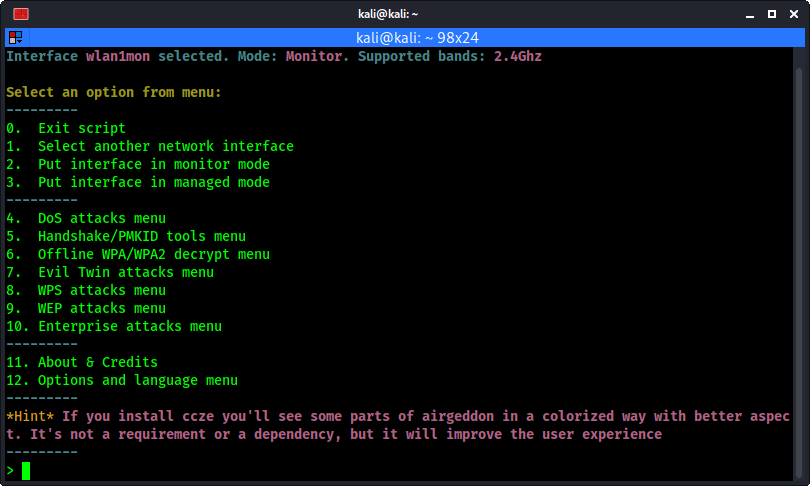 kali@kali: ~
kali@kali: ~ 98x24
Interface wlan1mon selected. Mode: Monitor. Supported bands: 2.4Ghz
Select an option from menu:
---------
0.  Exit script
1.  Select another network interface
2.  Put interface in monitor mode
3.  Put interface in managed mode
---------
4.  DoS attacks menu
5.  Handshake/PMKID tools menu
6.  Offline WPA/WPA2 decrypt menu
7.  Evil Twin attacks menu
8.  WPS attacks menu
9.  WEP attacks menu
10. Enterprise attacks menu
---------
11. About & Credits
12. Options and language menu
---------
*Hint* If you install ccze you'll see some parts of airgeddon in a colorized way with better aspec
t. It's not a requirement or a dependency, but it will improve the user experience
---------
>